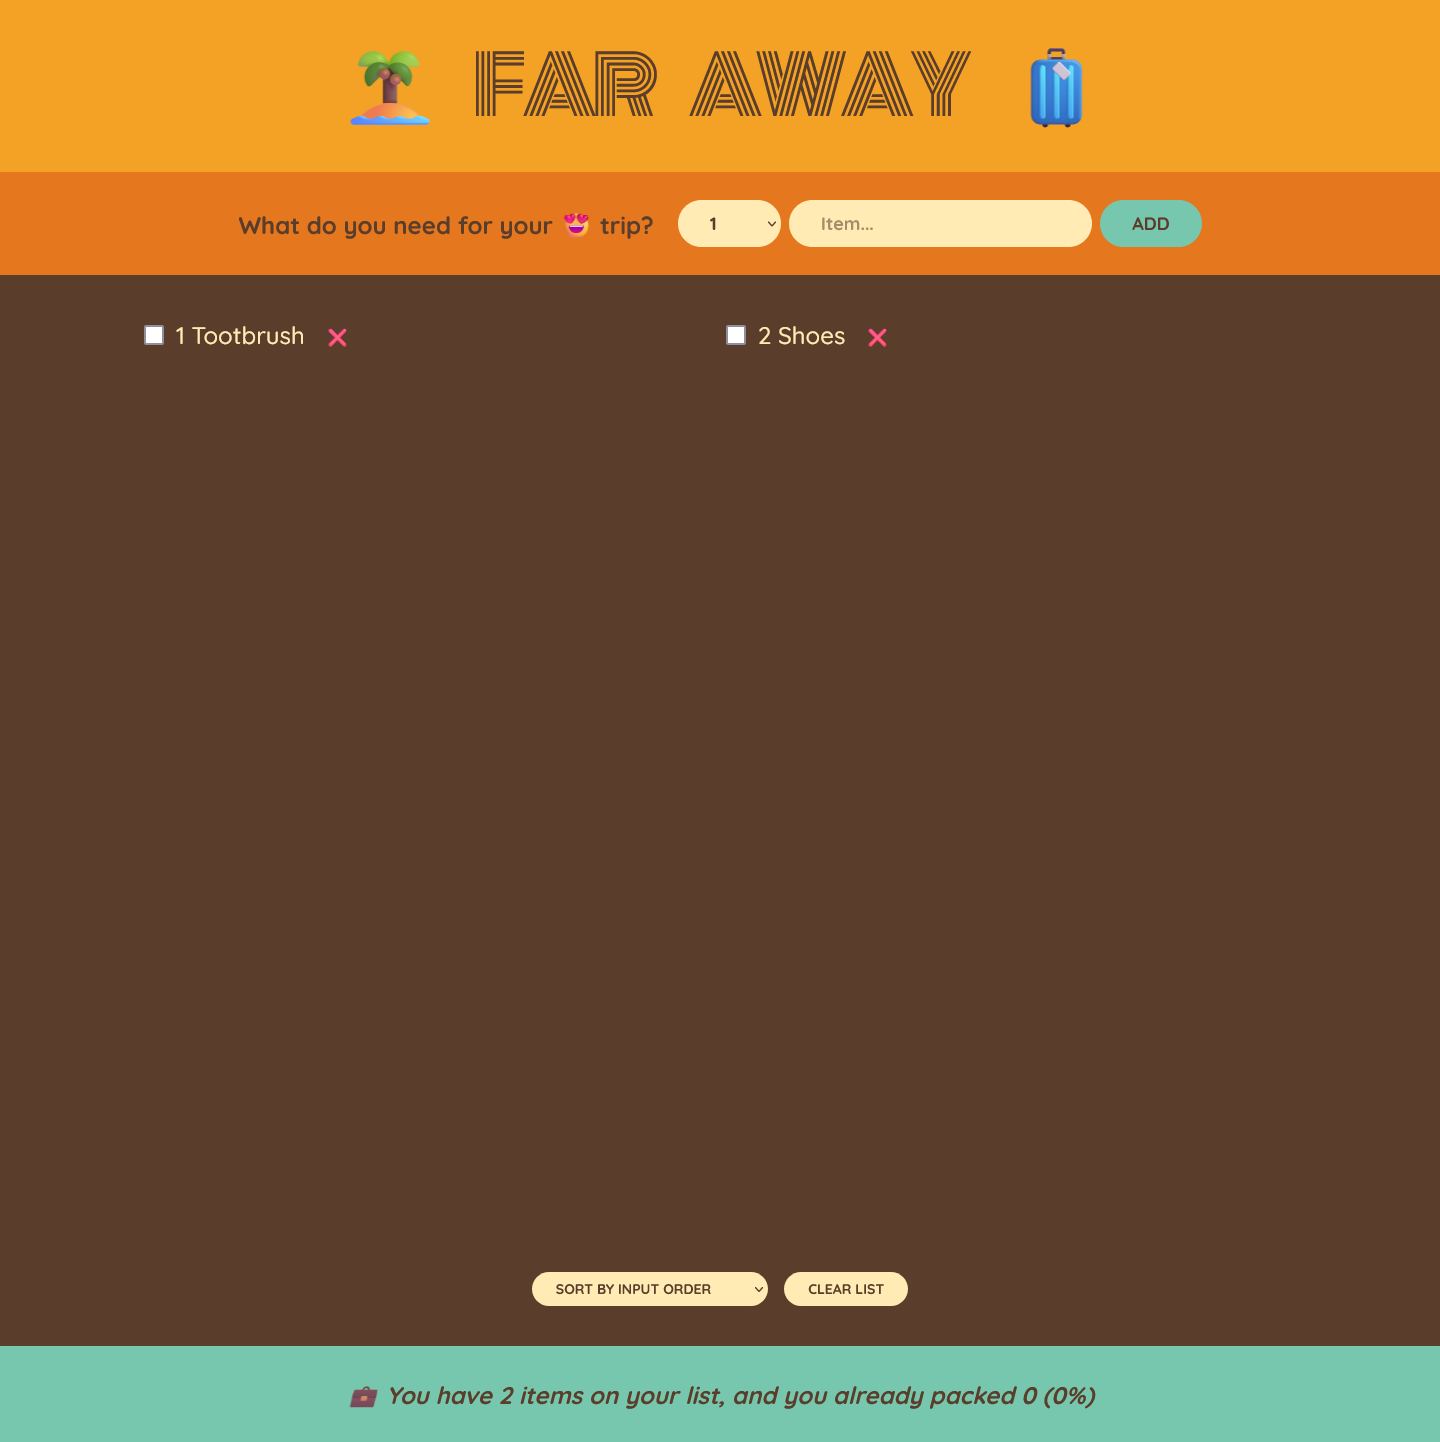 🌴 FAR AWAY 🧳
What do you need for your 😍 trip? 1 Item... ADD
1 Tootbrush ❌ 2 Shoes ❌
SORT BY INPUT ORDER CLEAR LIST
💼 You have 2 items on your list, and you already packed 0 (0%)